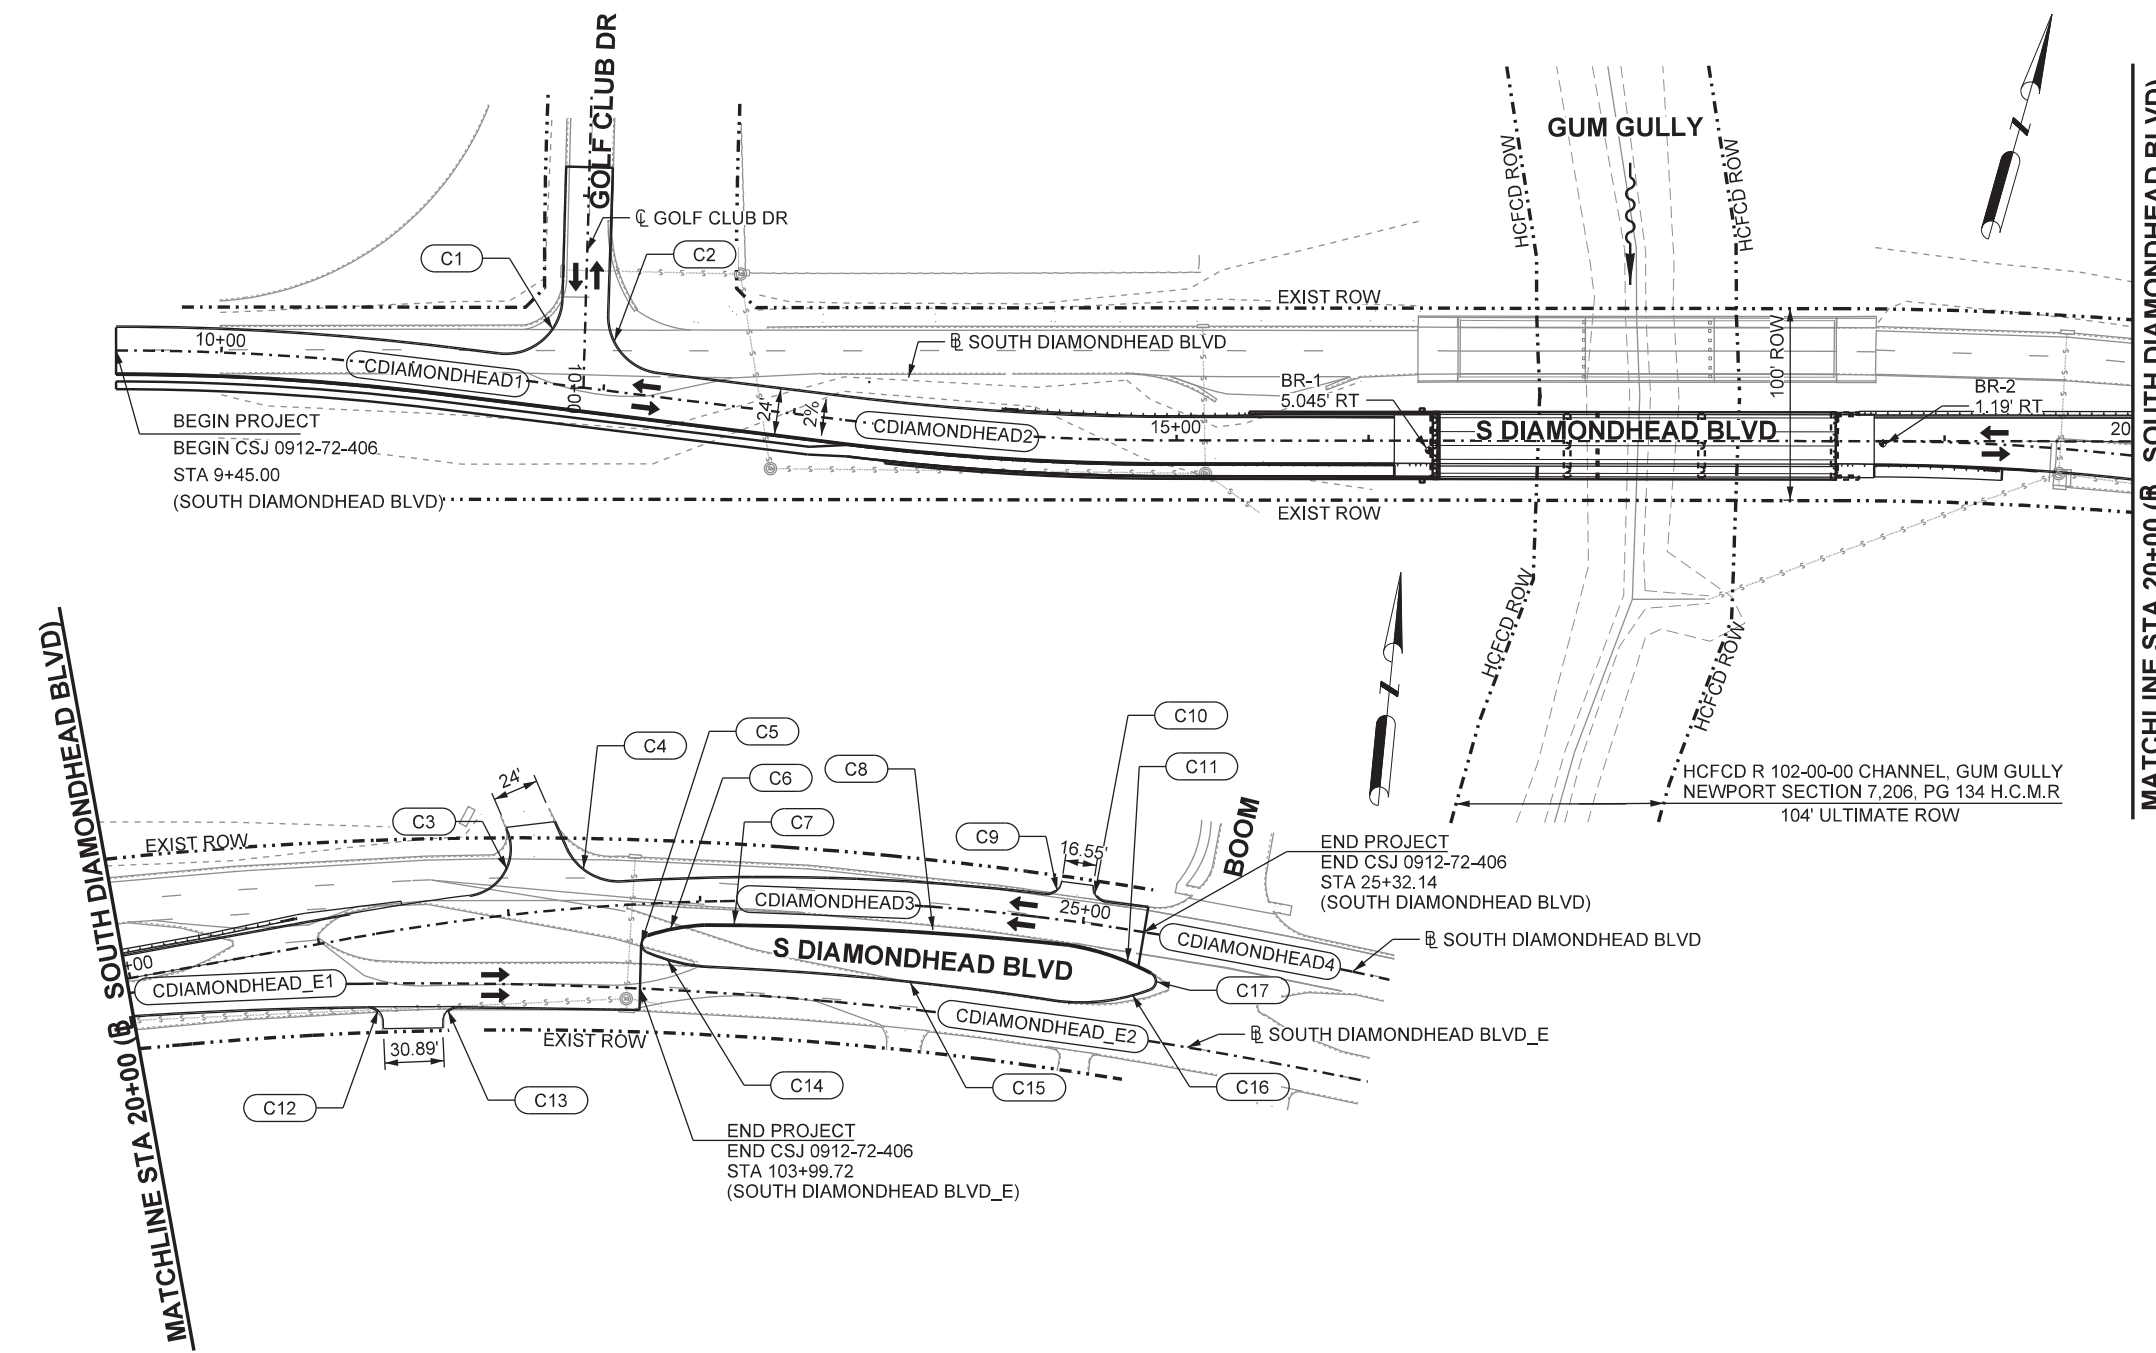 GOLF CLUB DR
℄ GOLF CLUB DR
C1
C2
GUM GULLY
HCFCD ROW
HCFCD ROW
N
EXIST ROW
10+00
CDIAMONDHEAD1
10+00
℄ SOUTH DIAMONDHEAD BLVD
24'
2%
CDIAMONDHEAD2
15+00
BR-1
5.045' RT
S DIAMONDHEAD BLVD
100' ROW
BR-2
1.19' RT
20
BEGIN PROJECT
BEGIN CSJ 0912-72-406
STA 9+45.00
(SOUTH DIAMONDHEAD BLVD)
EXIST ROW
MATCHLINE STA 20+00 (℄ SOUTH DIAMONDHEAD BLVD)
HCFCD ROW
HCFCD ROW
HCFCD R 102-00-00 CHANNEL, GUM GULLY
NEWPORT SECTION 7,206, PG 134 H.C.M.R
104' ULTIMATE ROW
N
MATCHLINE STA 20+00 (℄ SOUTH DIAMONDHEAD BLVD)
EXIST ROW
24'
C3
C4
C5
C6
C7
C8
C9
C10
C11
16.55'
BOOM
END PROJECT
END CSJ 0912-72-406
STA 25+32.14
(SOUTH DIAMONDHEAD BLVD)
CDIAMONDHEAD3
25+00
CDIAMONDHEAD4
℄ SOUTH DIAMONDHEAD BLVD
S DIAMONDHEAD BLVD
+00
CDIAMONDHEAD_E1
C17
CDIAMONDHEAD_E2
℄ SOUTH DIAMONDHEAD BLVD_E
EXIST ROW
30.89'
C12
C13
C14
C15
C16
END PROJECT
END CSJ 0912-72-406
STA 103+99.72
(SOUTH DIAMONDHEAD BLVD_E)